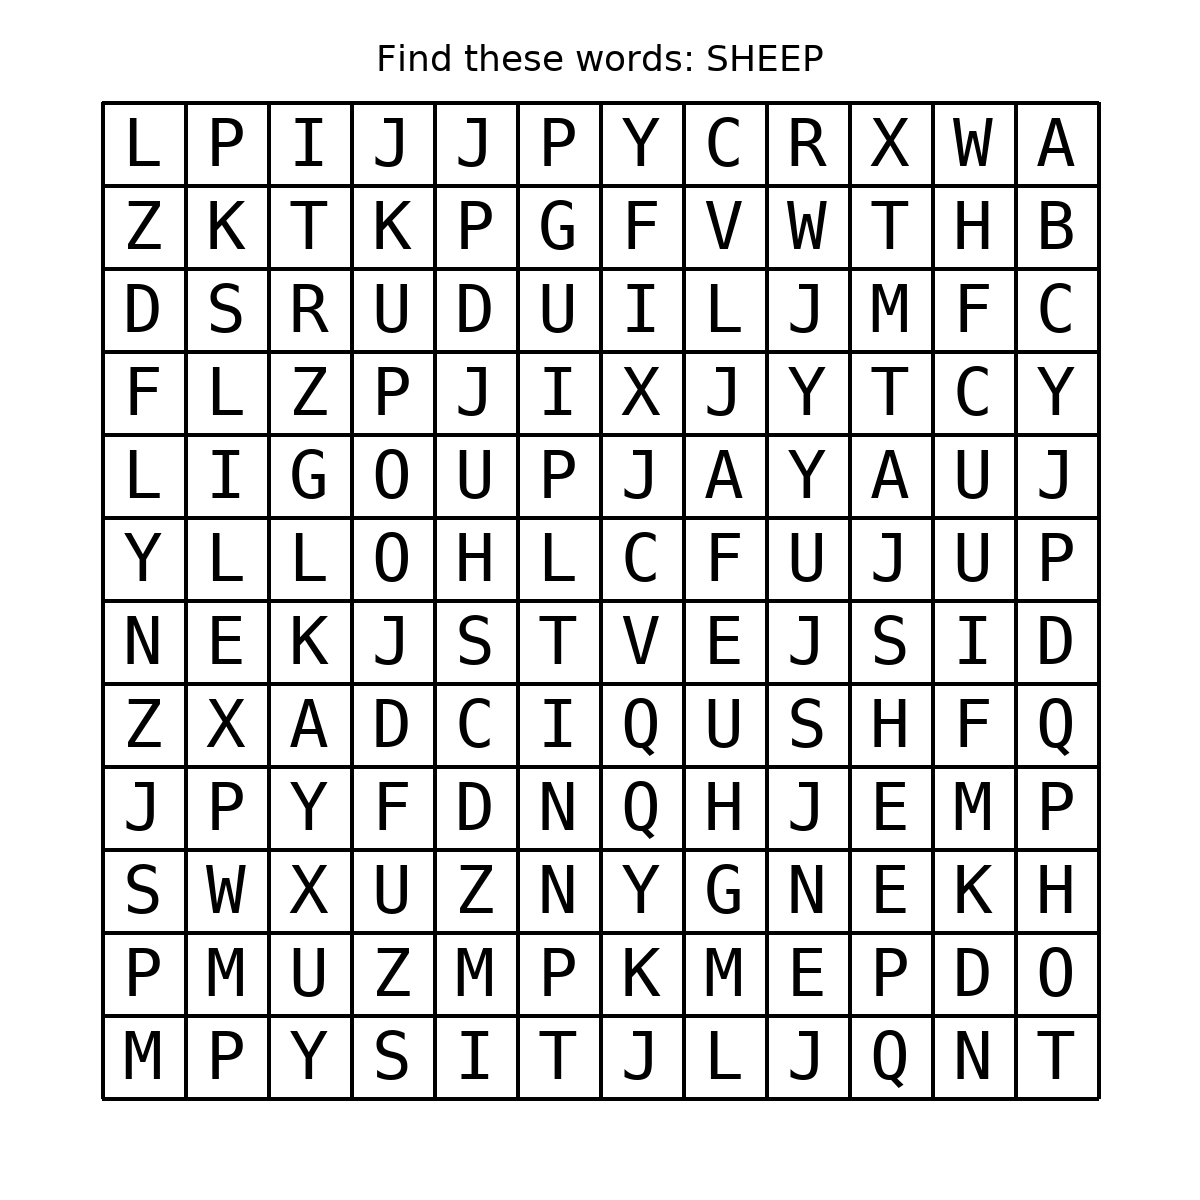 Find these words: SHEEP
L P I J J P Y C R X W A
Z K T K P G F V W T H B
D S R U D U I L J M F C
F L Z P J I X J Y T C Y
L I G O U P J A Y A U J
Y L L O H L C F U J U P
N E K J S T V E J S I D
Z X A D C I Q U S H F Q
J P Y F D N Q H J E M P
S W X U Z N Y G N E K H
P M U Z M P K M E P D O
M P Y S I T J L J Q N T